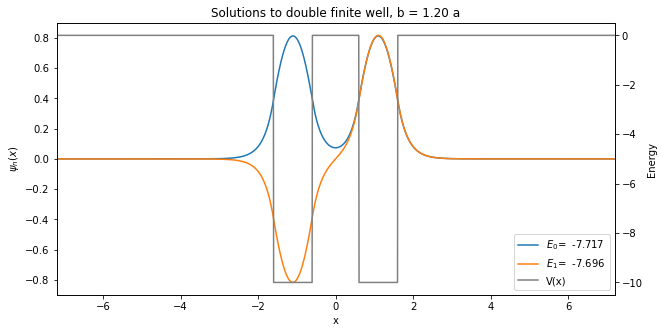 Solutions to double finite well, b = 1.20 a
0.8
0.6
0.4
0.2
0.0
−0.2
−0.4
−0.6
−0.8
ψₙ(x)
0
−2
−4
−6
−8
−10
Energy
E₀= -7.717
E₁= -7.696
V(x)
−6 −4 −2 0 2 4 6
x